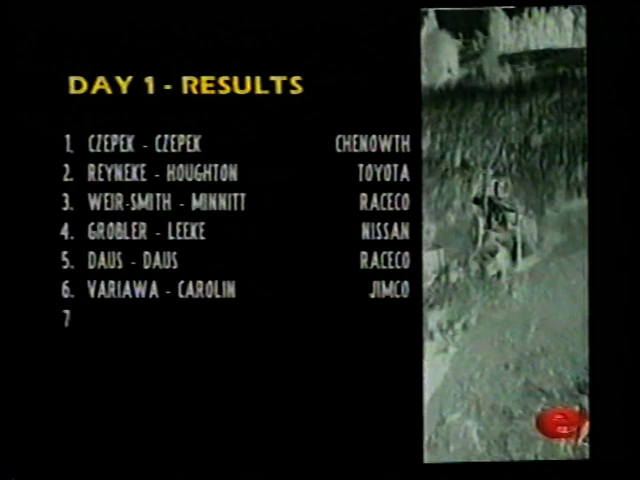 DAY 1 - RESULTS
1. CZEPEK - CZEPEK CHENOWTH
2. REYNEKE - HOUGHTON TOYOTA
3. WEIR-SMITH - MINNITT RACECO
4. GROBLER - LEEKE NISSAN
5. DAUS - DAUS RACECO
6. VARIAWA - CAROLIN JIMCO
7